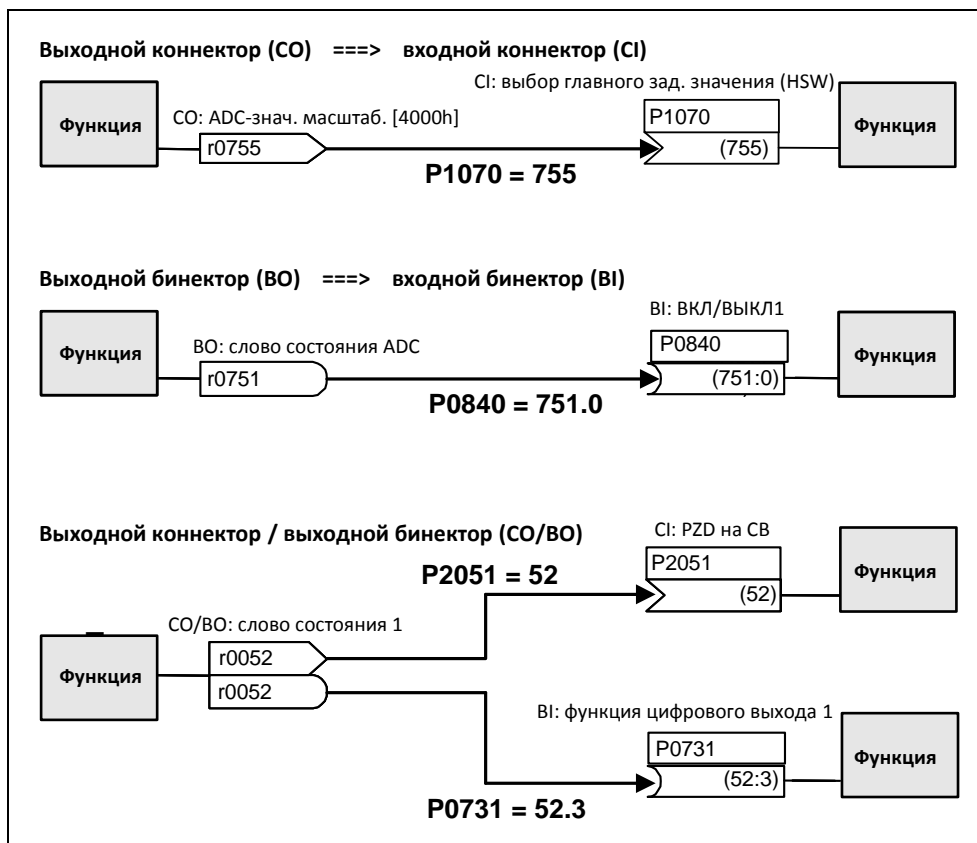 Выходной коннектор (CO) ===> входной коннектор (CI)
CI: выбор главного зад. значения (HSW)
Функция
CO: ADC-знач. масштаб. [4000h]
r0755
P1070 = 755
P1070
(755)
Функция
Выходной бинектор (BO) ===> входной бинектор (BI)
BI: ВКЛ/ВЫКЛ1
Функция
BO: слово состояния ADC
r0751
P0840 = 751.0
P0840
(751:0)
Функция
Выходной коннектор / выходной бинектор (CO/BO)
CI: PZD на CB
P2051 = 52
P2051
(52)
Функция
CO/BO: слово состояния 1
Функция
r0052
r0052
BI: функция цифрового выхода 1
P0731
(52:3)
Функция
P0731 = 52.3